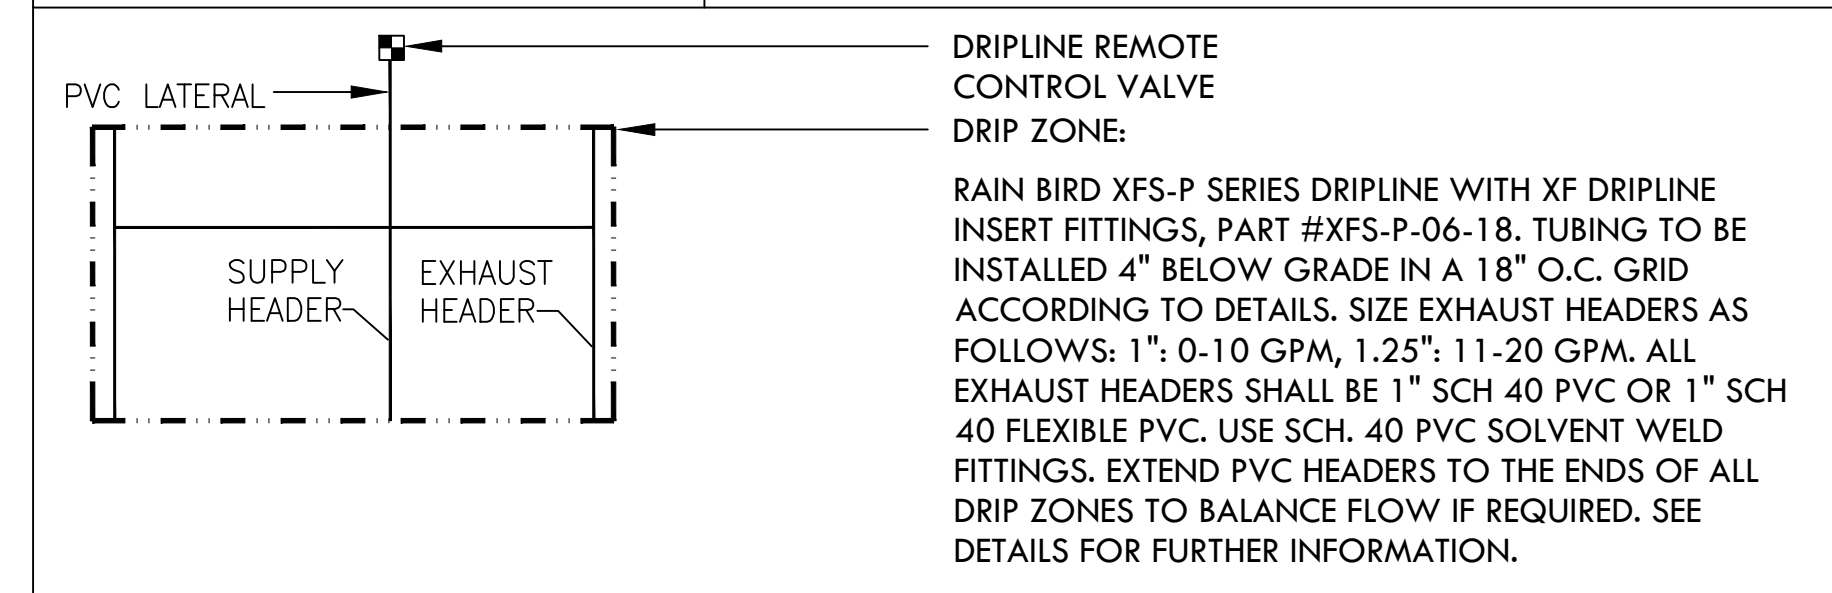 DRIPLINE REMOTE
CONTROL VALVE
PVC LATERAL
DRIP ZONE:
RAIN BIRD XFS-P SERIES DRIPLINE WITH XF DRIPLINE
INSERT FITTINGS, PART #XFS-P-06-18. TUBING TO BE
INSTALLED 4" BELOW GRADE IN A 18" O.C. GRID
ACCORDING TO DETAILS. SIZE EXHAUST HEADERS AS
FOLLOWS: 1": 0-10 GPM, 1.25": 11-20 GPM. ALL
EXHAUST HEADERS SHALL BE 1" SCH 40 PVC OR 1" SCH
40 FLEXIBLE PVC. USE SCH. 40 PVC SOLVENT WELD
FITTINGS. EXTEND PVC HEADERS TO THE ENDS OF ALL
DRIP ZONES TO BALANCE FLOW IF REQUIRED. SEE
DETAILS FOR FURTHER INFORMATION.
SUPPLY
HEADER
EXHAUST
HEADER